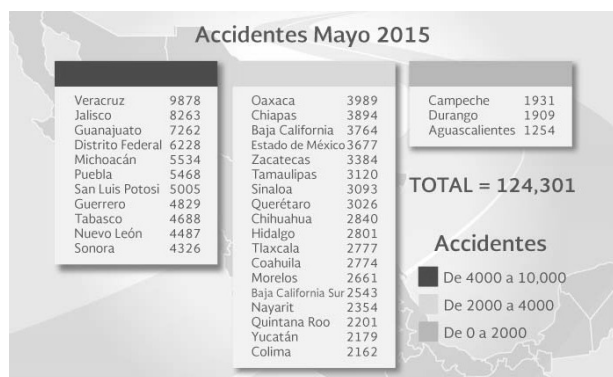 Accidentes Mayo 2015
Veracruz 9878
Jalisco 8263
Guanajuato 7262
Distrito Federal 6228
Michoacán 5534
Puebla 5468
San Luis Potosi 5005
Guerrero 4829
Tabasco 4688
Nuevo León 4487
Sonora 4326
Oaxaca 3989
Chiapas 3894
Baja California 3764
Estado de México 3677
Zacatecas 3384
Tamaulipas 3120
Sinaloa 3093
Querétaro 3026
Chihuahua 2840
Hidalgo 2801
Tlaxcala 2777
Coahuila 2774
Morelos 2661
Baja California Sur 2543
Nayarit 2354
Quintana Roo 2201
Yucatán 2179
Colima 2162
Campeche 1931
Durango 1909
Aguascalientes 1254
TOTAL = 124,301
Accidentes
De 4000 a 10,000
De 2000 a 4000
De 0 a 2000